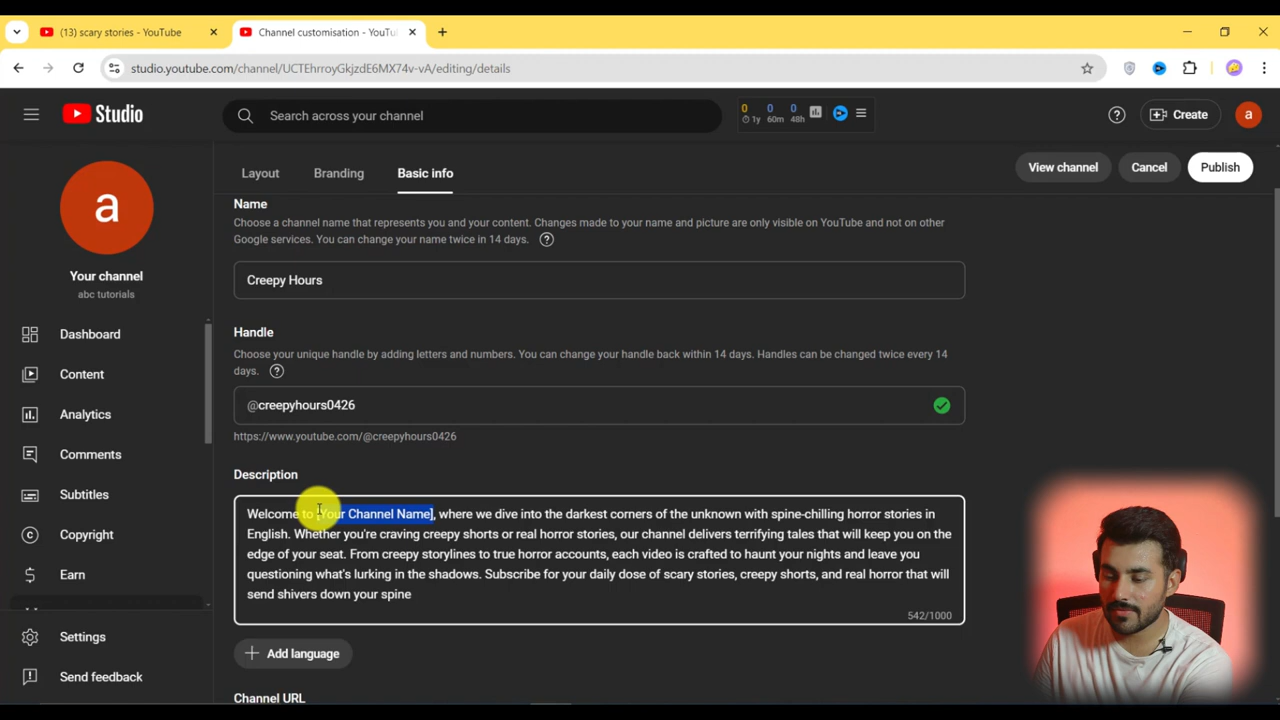 (13) scary stories - YouTube
Channel customisation - YouTu
studio.youtube.com/channel/UCTEhrroyGkjzdE6MX74v-vA/editing/details
Studio
Search across your channel
0 0 0
1y 60m 48h
Create
a
a
Your channel
abc tutorials
Dashboard
Content
Analytics
Comments
Subtitles
Copyright
Earn
Settings
Send feedback
Layout
Branding
Basic info
View channel
Cancel
Publish
Name
Choose a channel name that represents you and your content. Changes made to your name and picture are only visible on YouTube and not on other
Google services. You can change your name twice in 14 days.
Creepy Hours
Handle
Choose your unique handle by adding letters and numbers. You can change your handle back within 14 days. Handles can be changed twice every 14
days.
@creepyhours0426
https://www.youtube.com/@creepyhours0426
Description
Welcome to [Your Channel Name], where we dive into the darkest corners of the unknown with spine-chilling horror stories in
English. Whether you're craving creepy shorts or real horror stories, our channel delivers terrifying tales that will keep you on the
edge of your seat. From creepy storylines to true horror accounts, each video is crafted to haunt your nights and leave you
questioning what's lurking in the shadows. Subscribe for your daily dose of scary stories, creepy shorts, and real horror that will
send shivers down your spine
542/1000
Add language
Channel URL